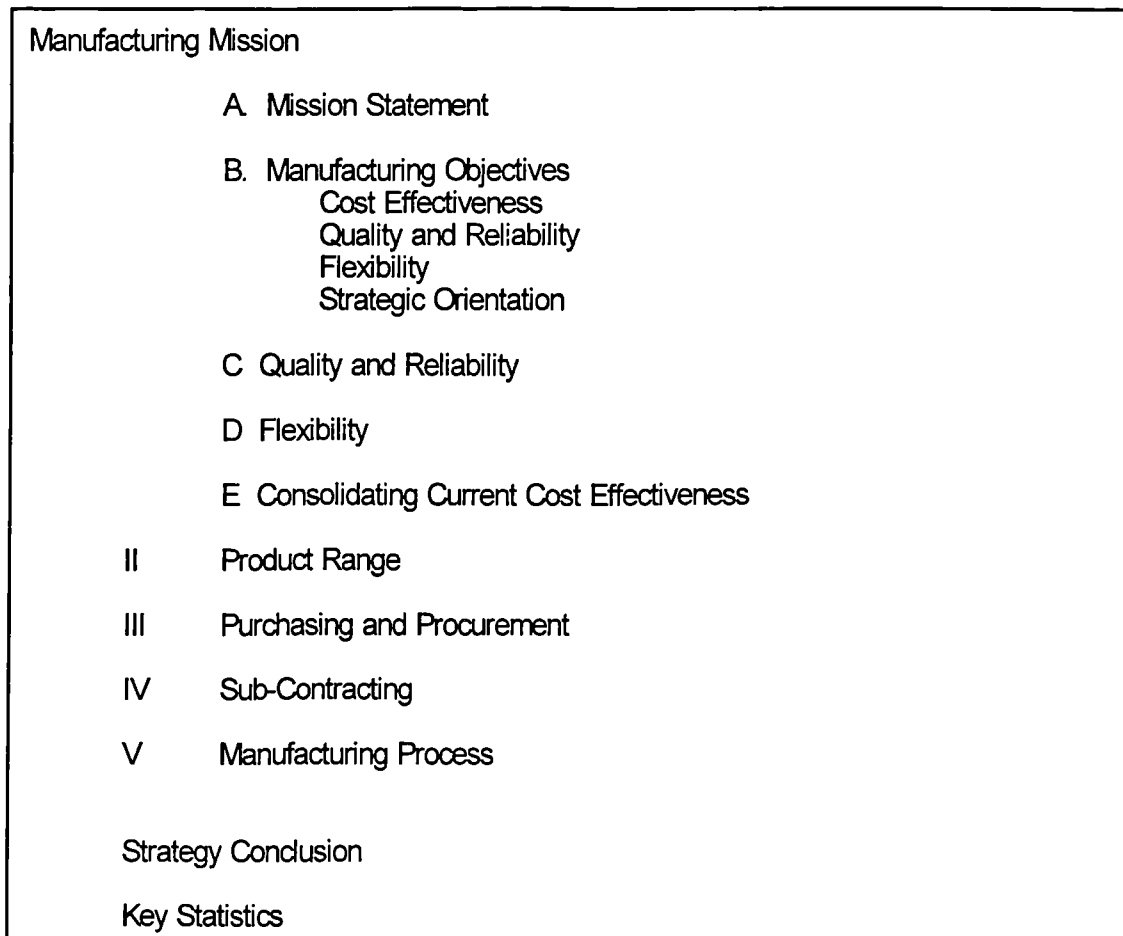 Manufacturing Mission
A. Mission Statement
B. Manufacturing Objectives
Cost Effectiveness
Quality and Reliability
Flexibility
Strategic Orientation
C Quality and Reliability
D Flexibility
E Consolidating Current Cost Effectiveness
II Product Range
III Purchasing and Procurement
IV Sub-Contracting
V Manufacturing Process
Strategy Conclusion
Key Statistics